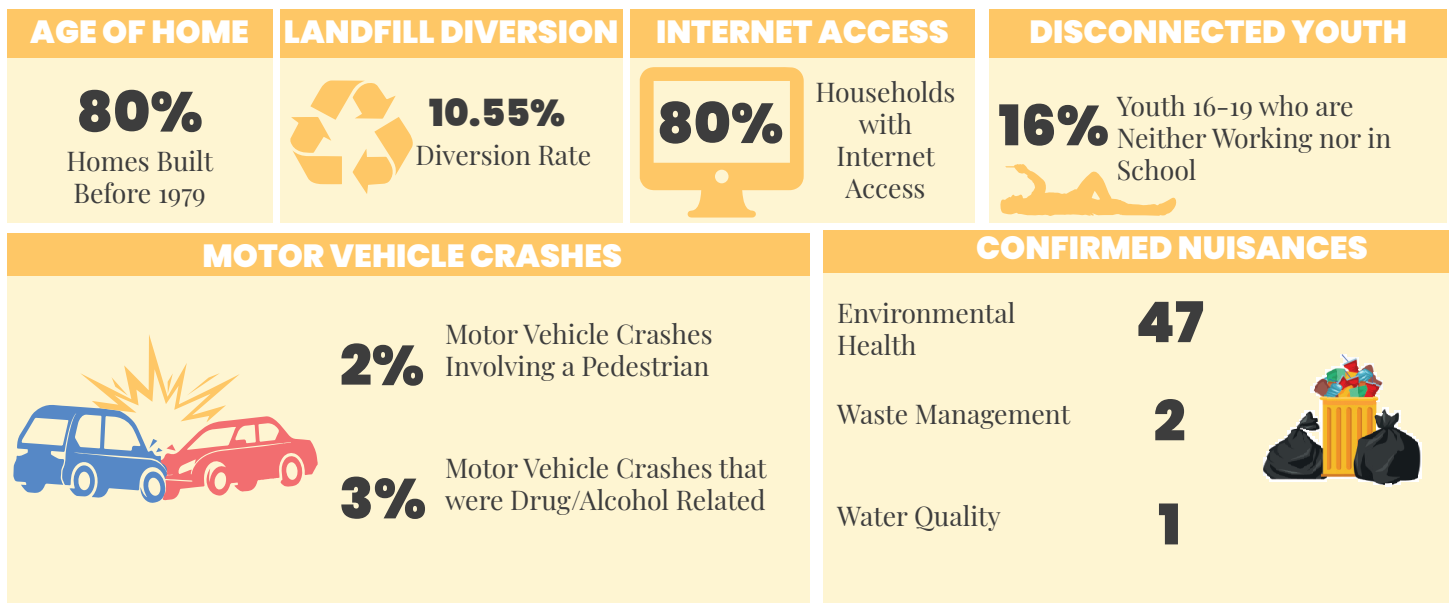 AGE OF HOME
80%
Homes Built
Before 1979
LANDFILL DIVERSION
10.55%
Diversion Rate
INTERNET ACCESS
80%
Households
with
Internet
Access
DISCONNECTED YOUTH
16%
Youth 16-19 who are
Neither Working nor in
School
MOTOR VEHICLE CRASHES
2%
Motor Vehicle Crashes
Involving a Pedestrian
3%
Motor Vehicle Crashes that
were Drug/Alcohol Related
CONFIRMED NUISANCES
Environmental
Health
47
Waste Management
2
Water Quality
1